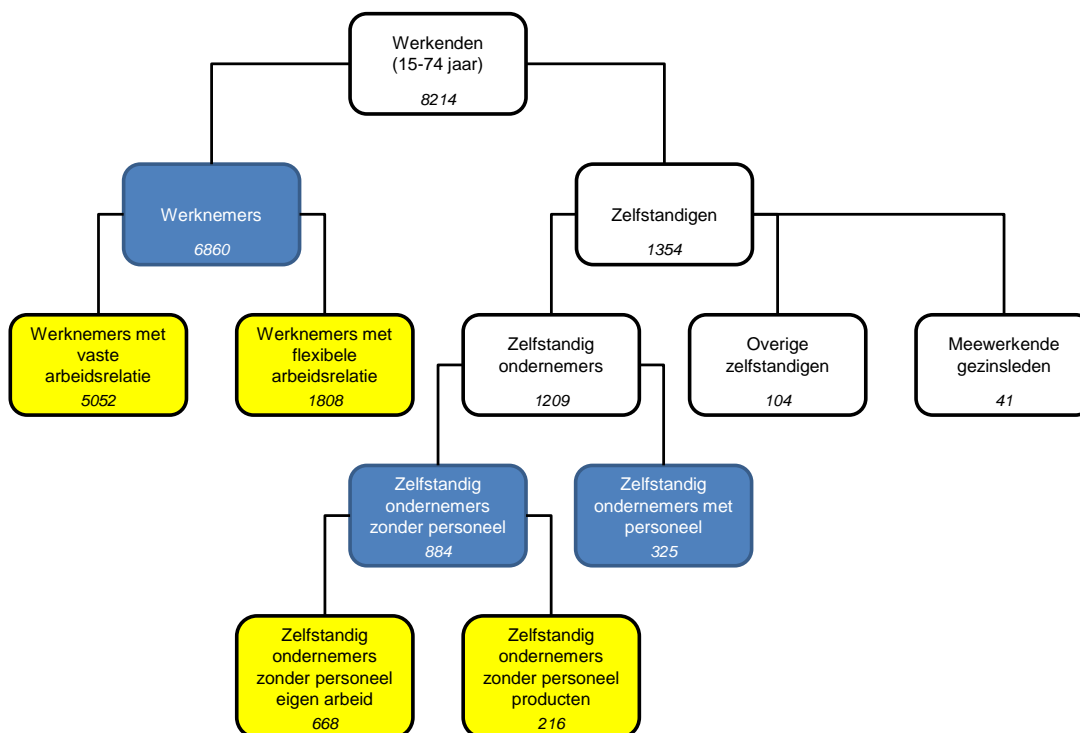 Werkenden
(15-74 jaar)
8214
Werknemers
6860
Zelfstandigen
1354
Werknemers met
vaste
arbeidsrelatie
5052
Werknemers met
flexibele
arbeidsrelatie
1808
Zelfstandig
ondernemers
1209
Overige
zelfstandigen
104
Meewerkende
gezinsleden
41
Zelfstandig
ondernemers
zonder personeel
884
Zelfstandig
ondernemers met
personeel
325
Zelfstandig
ondernemers
zonder personeel
eigen arbeid
668
Zelfstandig
ondernemers
zonder personeel
producten
216